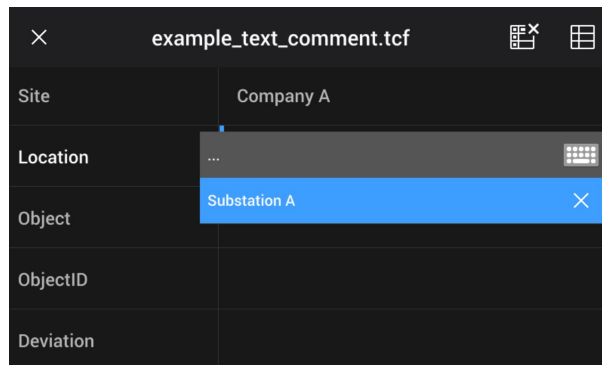 example_text_comment.tcf
Site
Company A
Location
...
Substation A
Object
ObjectID
Deviation